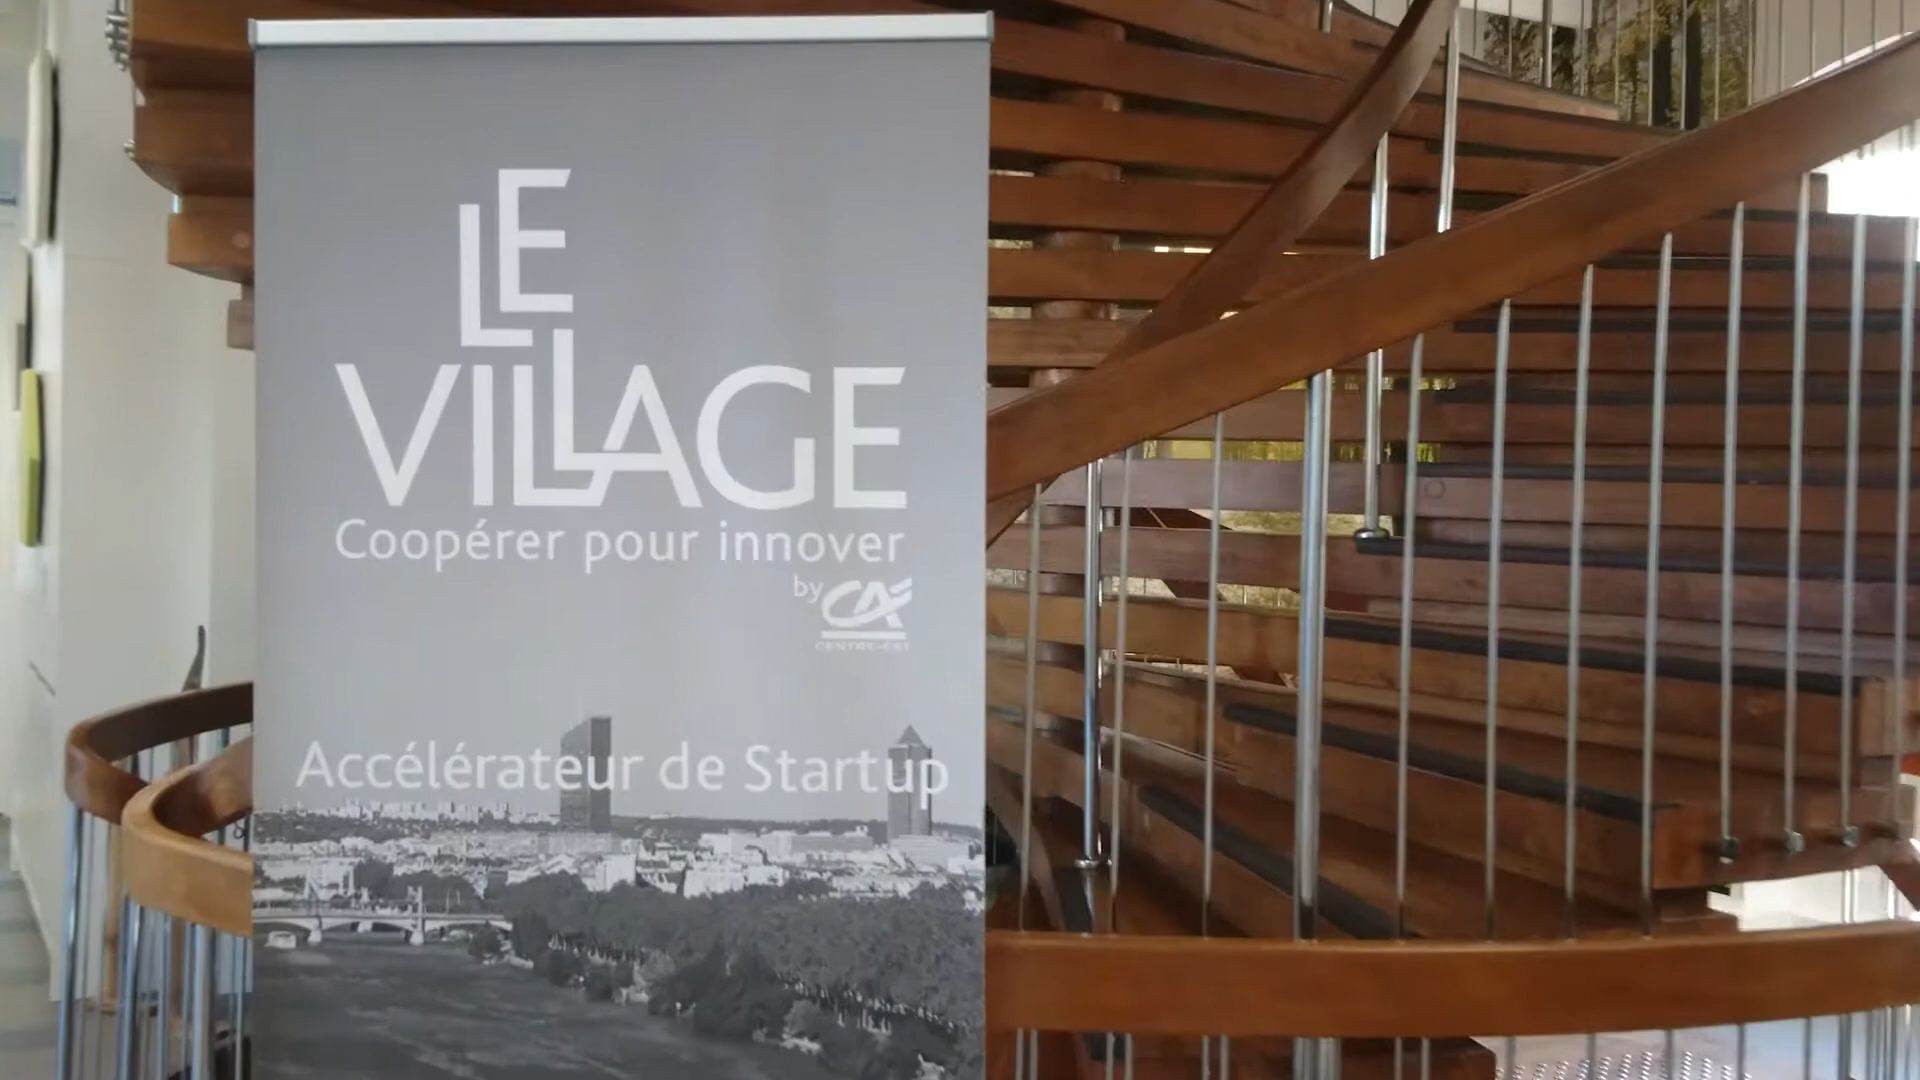 LE
VILLAGE
Coopérer pour innover
by CA
CENTRE-EST
Accélérateur de Startup